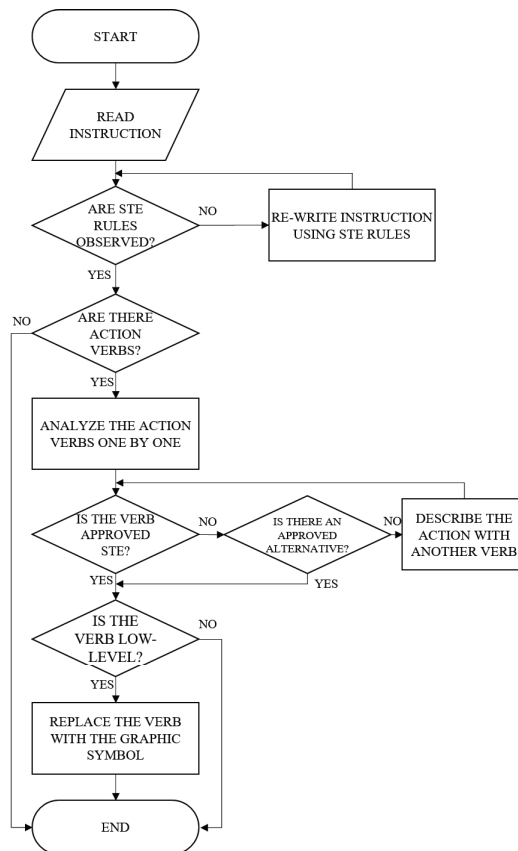 START
READ
INSTRUCTION
ARE STE
RULES
OBSERVED?
NO
RE-WRITE INSTRUCTION
USING STE RULES
YES
ARE THERE
ACTION
VERBS?
NO
YES
ANALYZE THE ACTION
VERBS ONE BY ONE
IS THE VERB
APPROVED
STE?
NO
IS THERE AN
APPROVED
ALTERNATIVE?
NO
DESCRIBE THE
ACTION WITH
ANOTHER VERB
YES
YES
IS THE
VERB LOW-
LEVEL?
NO
YES
REPLACE THE VERB
WITH THE GRAPHIC
SYMBOL
END